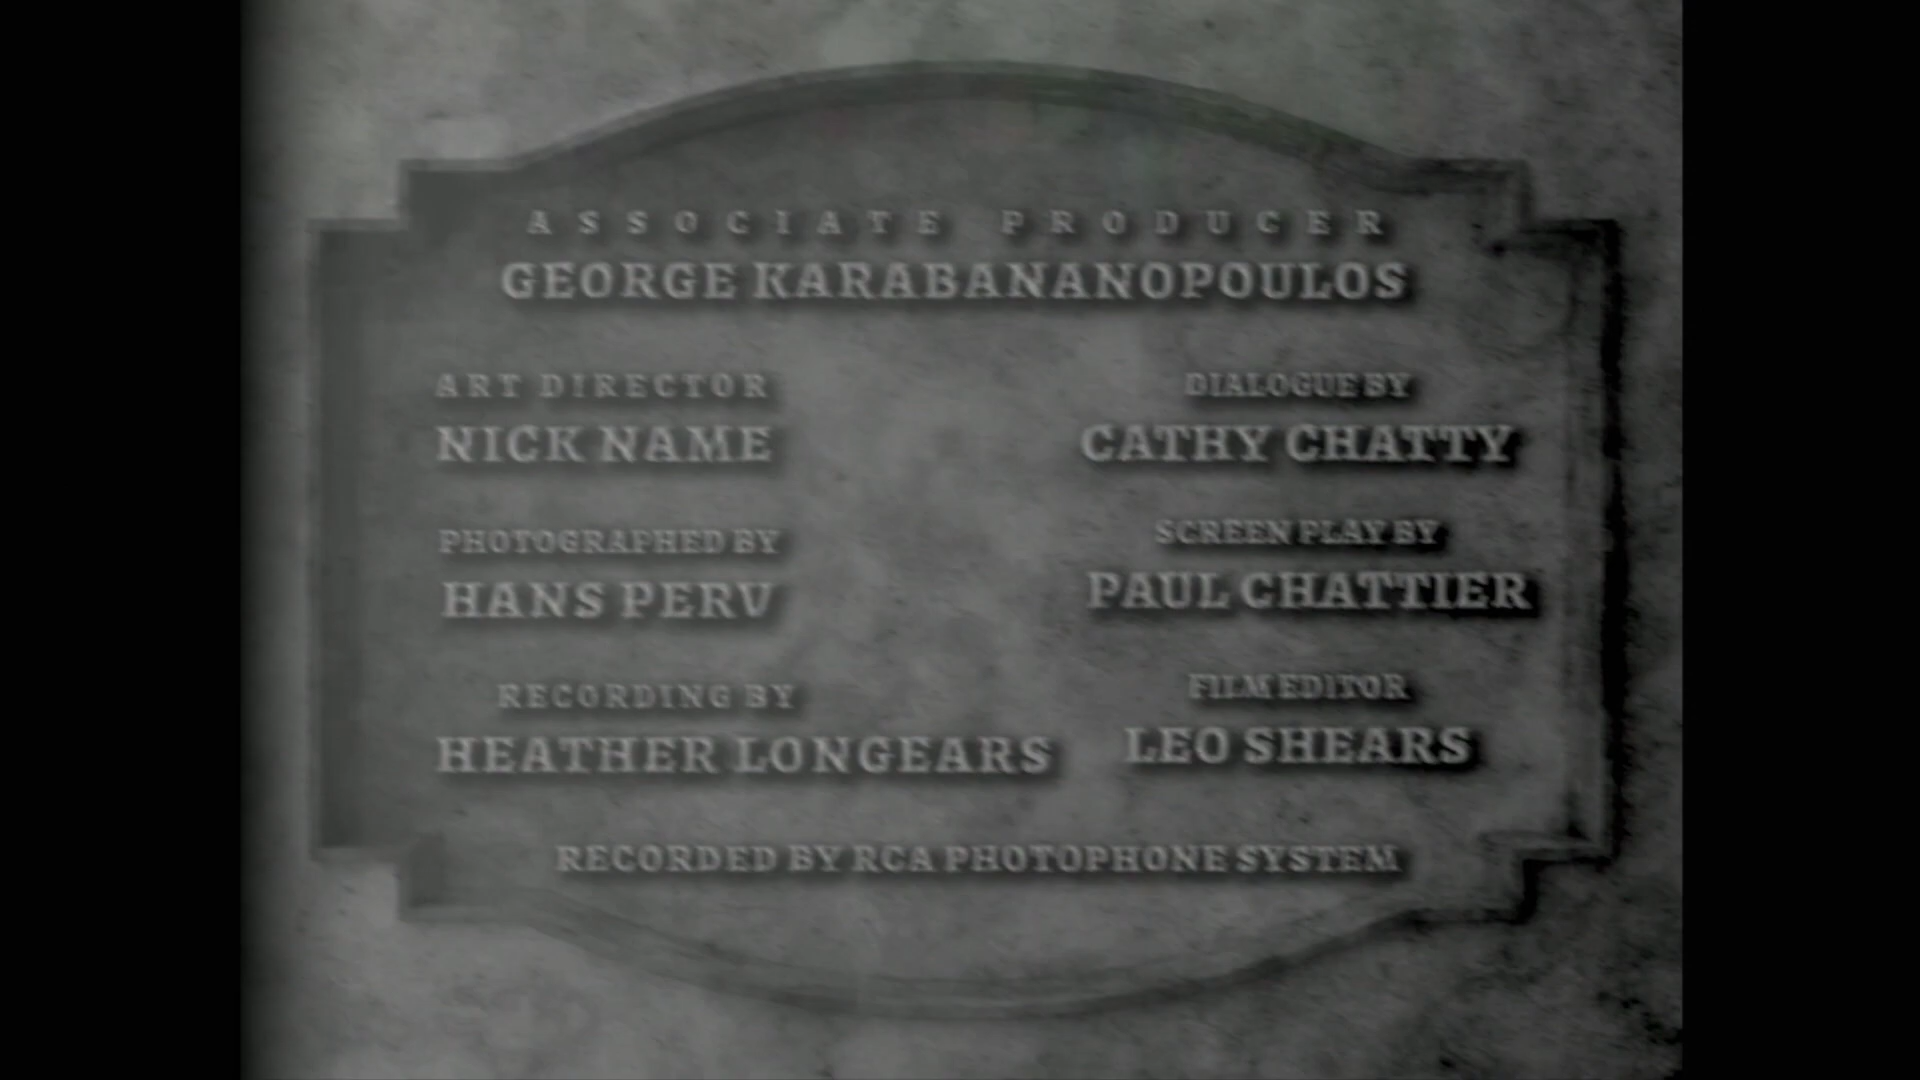 ASSOCIATE PRODUCER
GEORGE KARABANANOPOULOS
ART DIRECTOR
NICK NAME
PHOTOGRAPHED BY
HANS PERV
RECORDING BY
HEATHER LONGEARS
DIALOGUE BY
CATHY CHATTY
SCREEN PLAY BY
PAUL CHATTIER
FILM EDITOR
LEO SHEARS
RECORDED BY RCA PHOTOPHONE SYSTEM